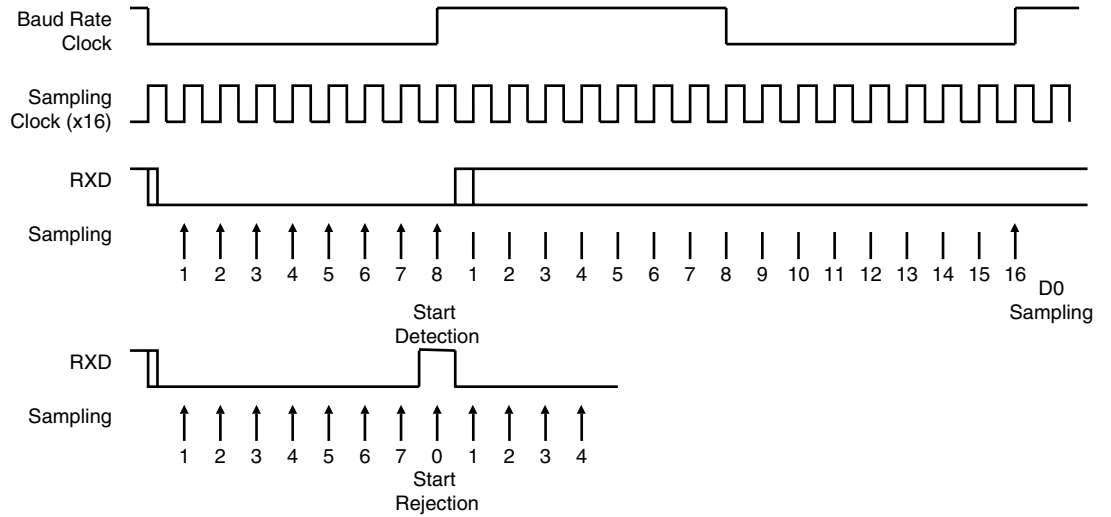 Baud Rate
Clock
Sampling
Clock (x16)
RXD
Sampling
1 2 3 4 5 6 7 8 1 2 3 4 5 6 7 8 9 10 11 12 13 14 15 16
D0
Sampling
Start
Detection
RXD
Sampling
1 2 3 4 5 6 7 0 1 2 3 4
Start
Rejection